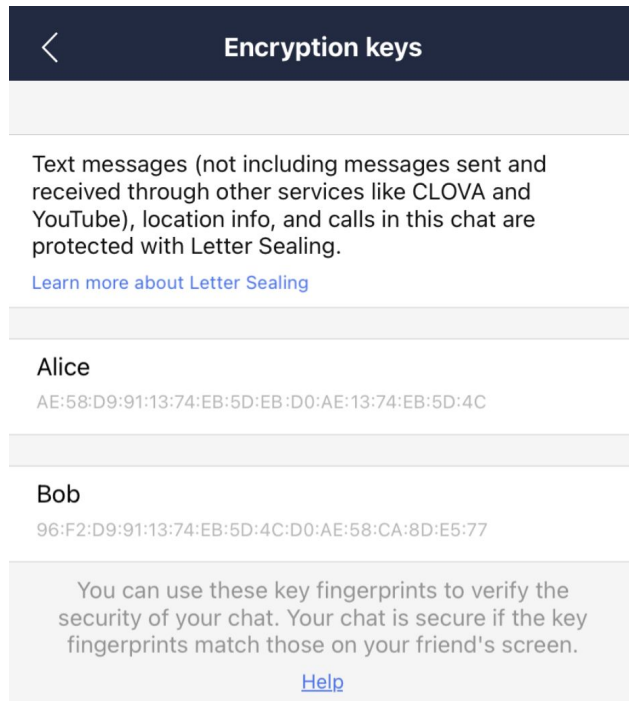 Encryption keys
Text messages (not including messages sent and
received through other services like CLOVA and
YouTube), location info, and calls in this chat are
protected with Letter Sealing.
Learn more about Letter Sealing
Alice
AE:58:D9:91:13:74:EB:5D:EB:D0:AE:13:74:EB:5D:4C
Bob
96:F2:D9:91:13:74:EB:5D:4C:D0:AE:58:CA:8D:E5:77
You can use these key fingerprints to verify the
security of your chat. Your chat is secure if the key
fingerprints match those on your friend's screen.
Help